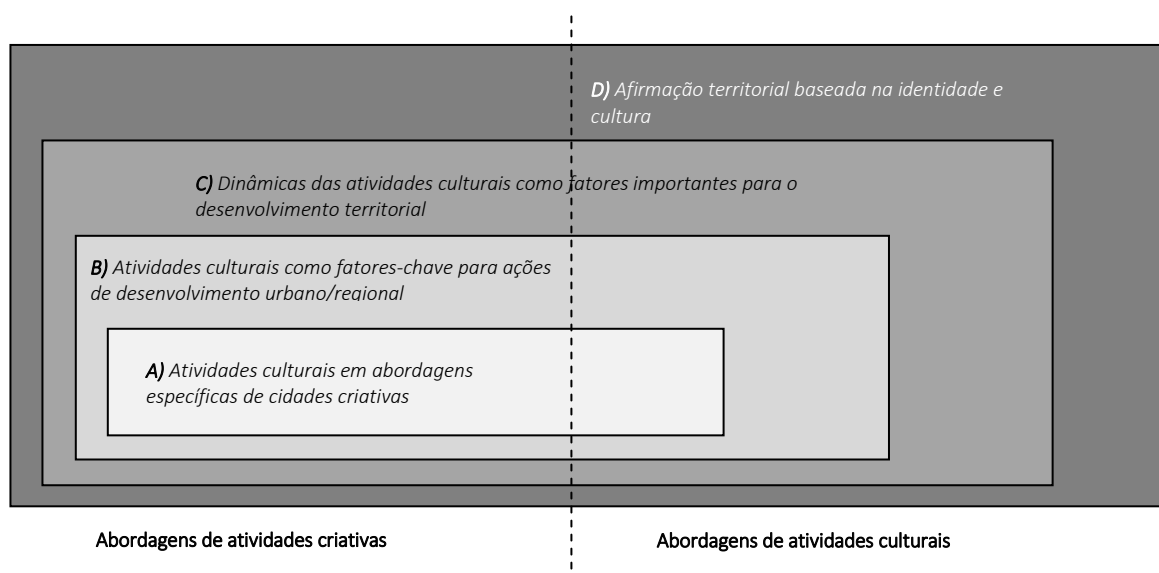 D) Afirmação territorial baseada na identidade e
cultura
C) Dinâmicas das atividades culturais como fatores importantes para o
desenvolvimento territorial
B) Atividades culturais como fatores-chave para ações
de desenvolvimento urbano/regional
A) Atividades culturais em abordagens
específicas de cidades criativas
Abordagens de atividades criativas
Abordagens de atividades culturais